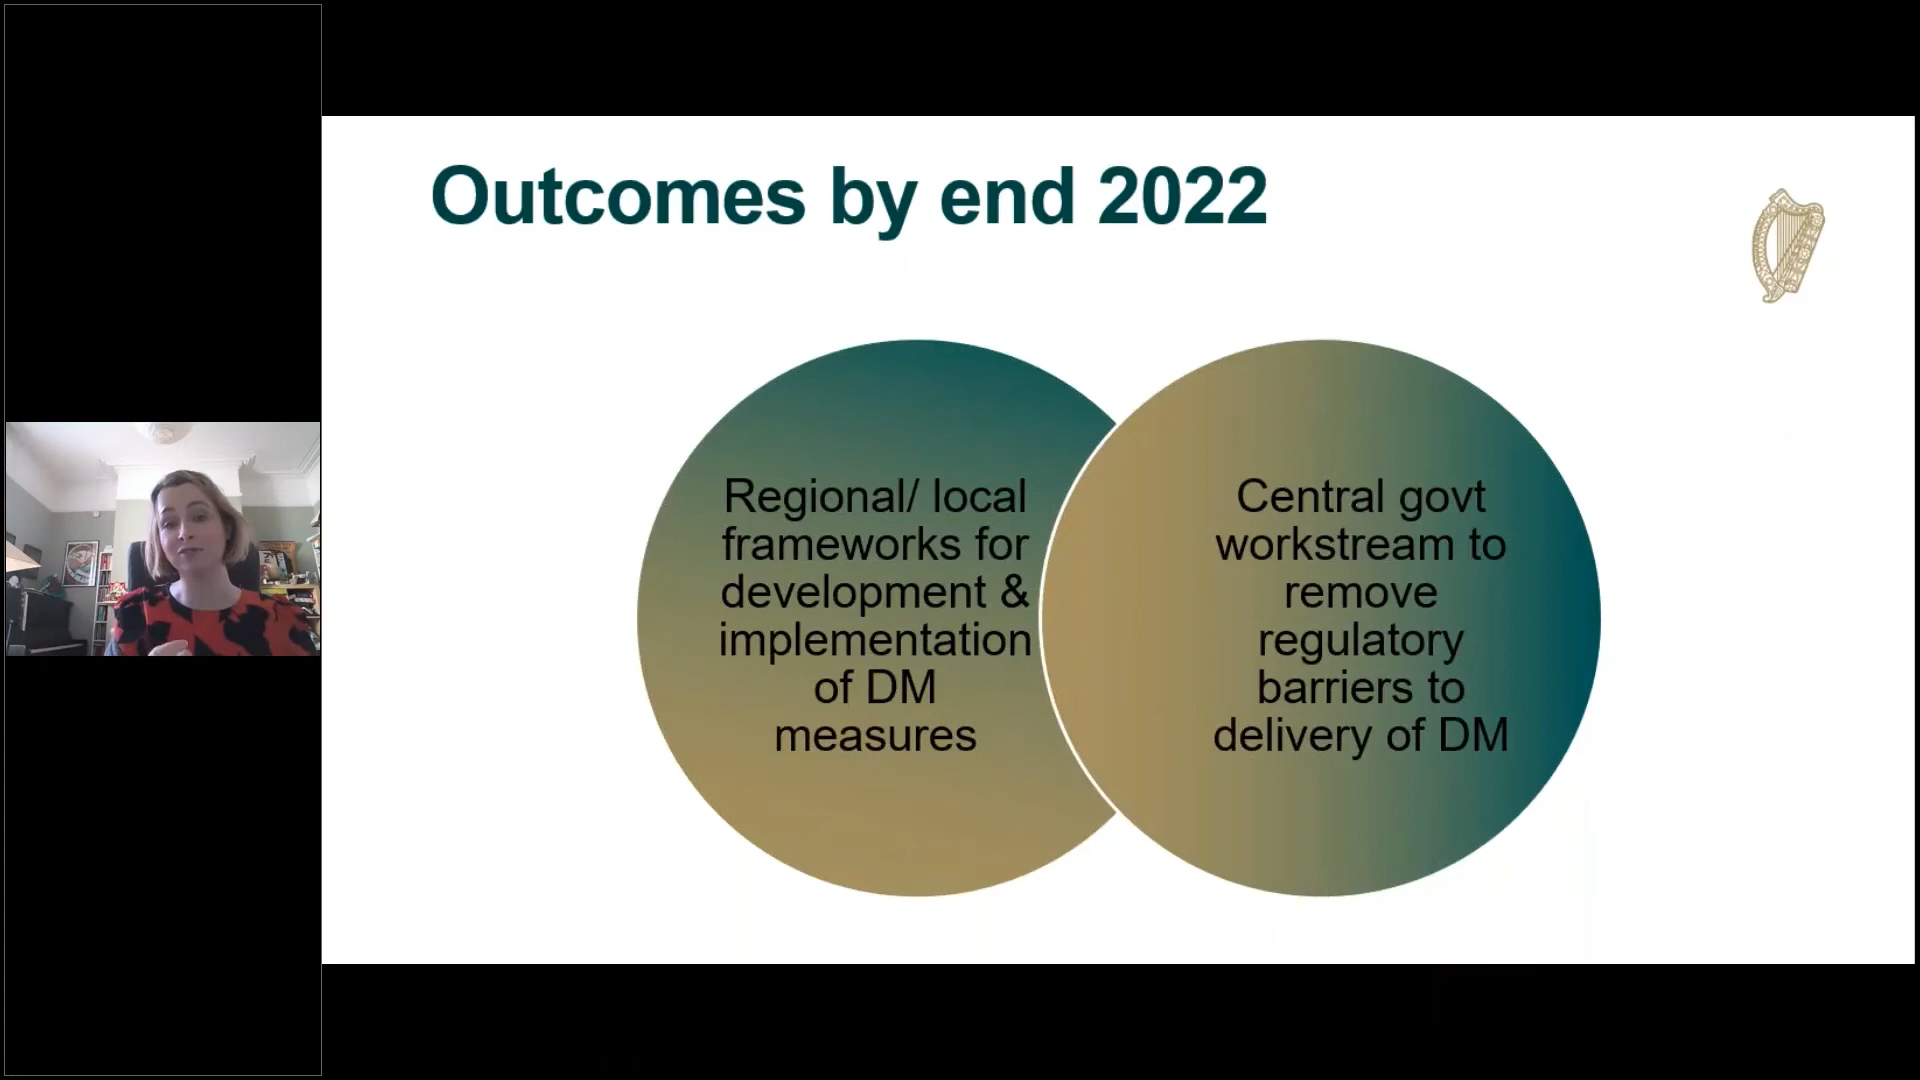 Outcomes by end 2022
Regional/ local
frameworks for
development &
implementation
of DM
measures
Central govt
workstream to
remove
regulatory
barriers to
delivery of DM